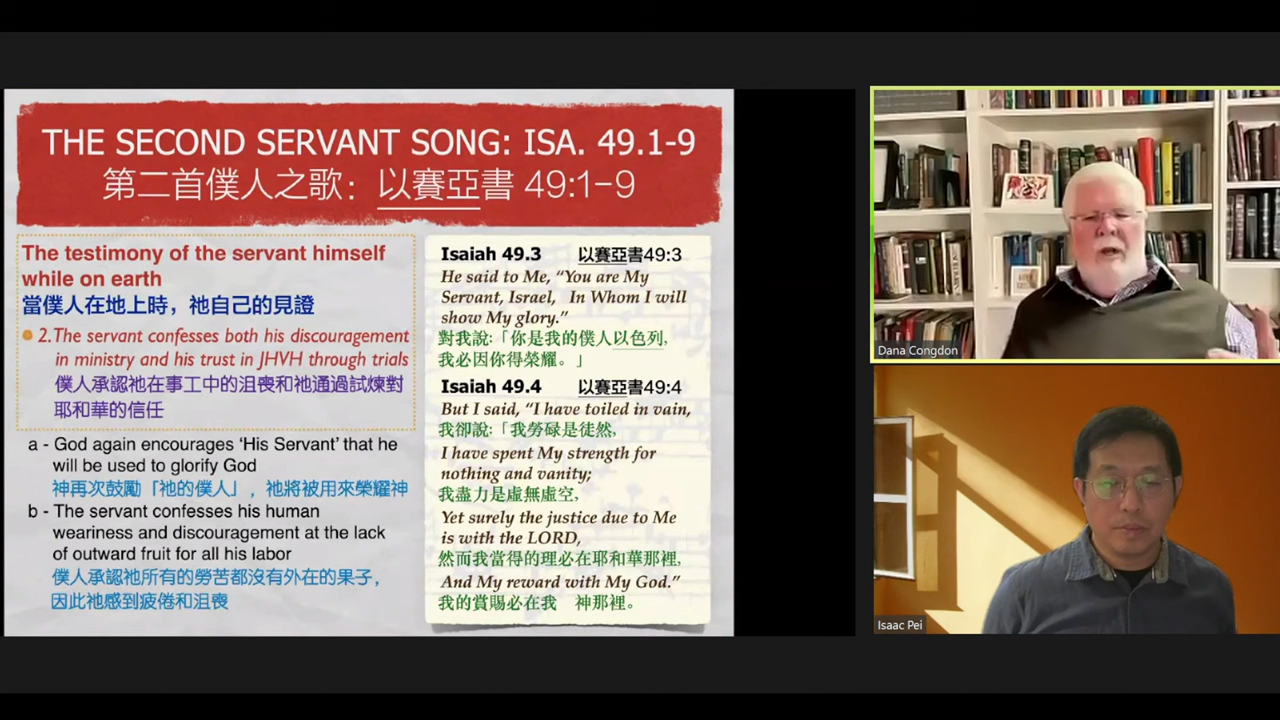 THE SECOND SERVANT SONG: ISA. 49.1-9
第二首僕人之歌：以賽亞書 49:1-9
The testimony of the servant himself
while on earth
當僕人在地上時，祂自己的見證
2.The servant confesses both his discouragement
in ministry and his trust in JHVH through trials
僕人承認祂在事工中的沮喪和祂通過試煉對
耶和華的信任
a - God again encourages ‘His Servant’ that he
will be used to glorify God
神再次鼓勵「祂的僕人」，祂將被用來榮耀神
b - The servant confesses his human
weariness and discouragement at the lack
of outward fruit for all his labor
僕人承認祂所有的勞苦都沒有外在的果子，
因此祂感到疲倦和沮喪
Isaiah 49.3 以賽亞書49:3
He said to Me, “You are My
Servant, Israel, In Whom I will
show My glory.”
對我說:「你是我的僕人以色列,
我必因你得榮耀。」
Isaiah 49.4 以賽亞書49:4
But I said, “I have toiled in vain,
我卻說:「我勞碌是徒然,
I have spent My strength for
nothing and vanity;
我盡力是虛無虛空,
Yet surely the justice due to Me
is with the LORD,
然而我當得的理必在耶和華那裡,
And My reward with My God.”
我的賞賜必在我 神那裡。
Dana Congdon
Isaac Pei